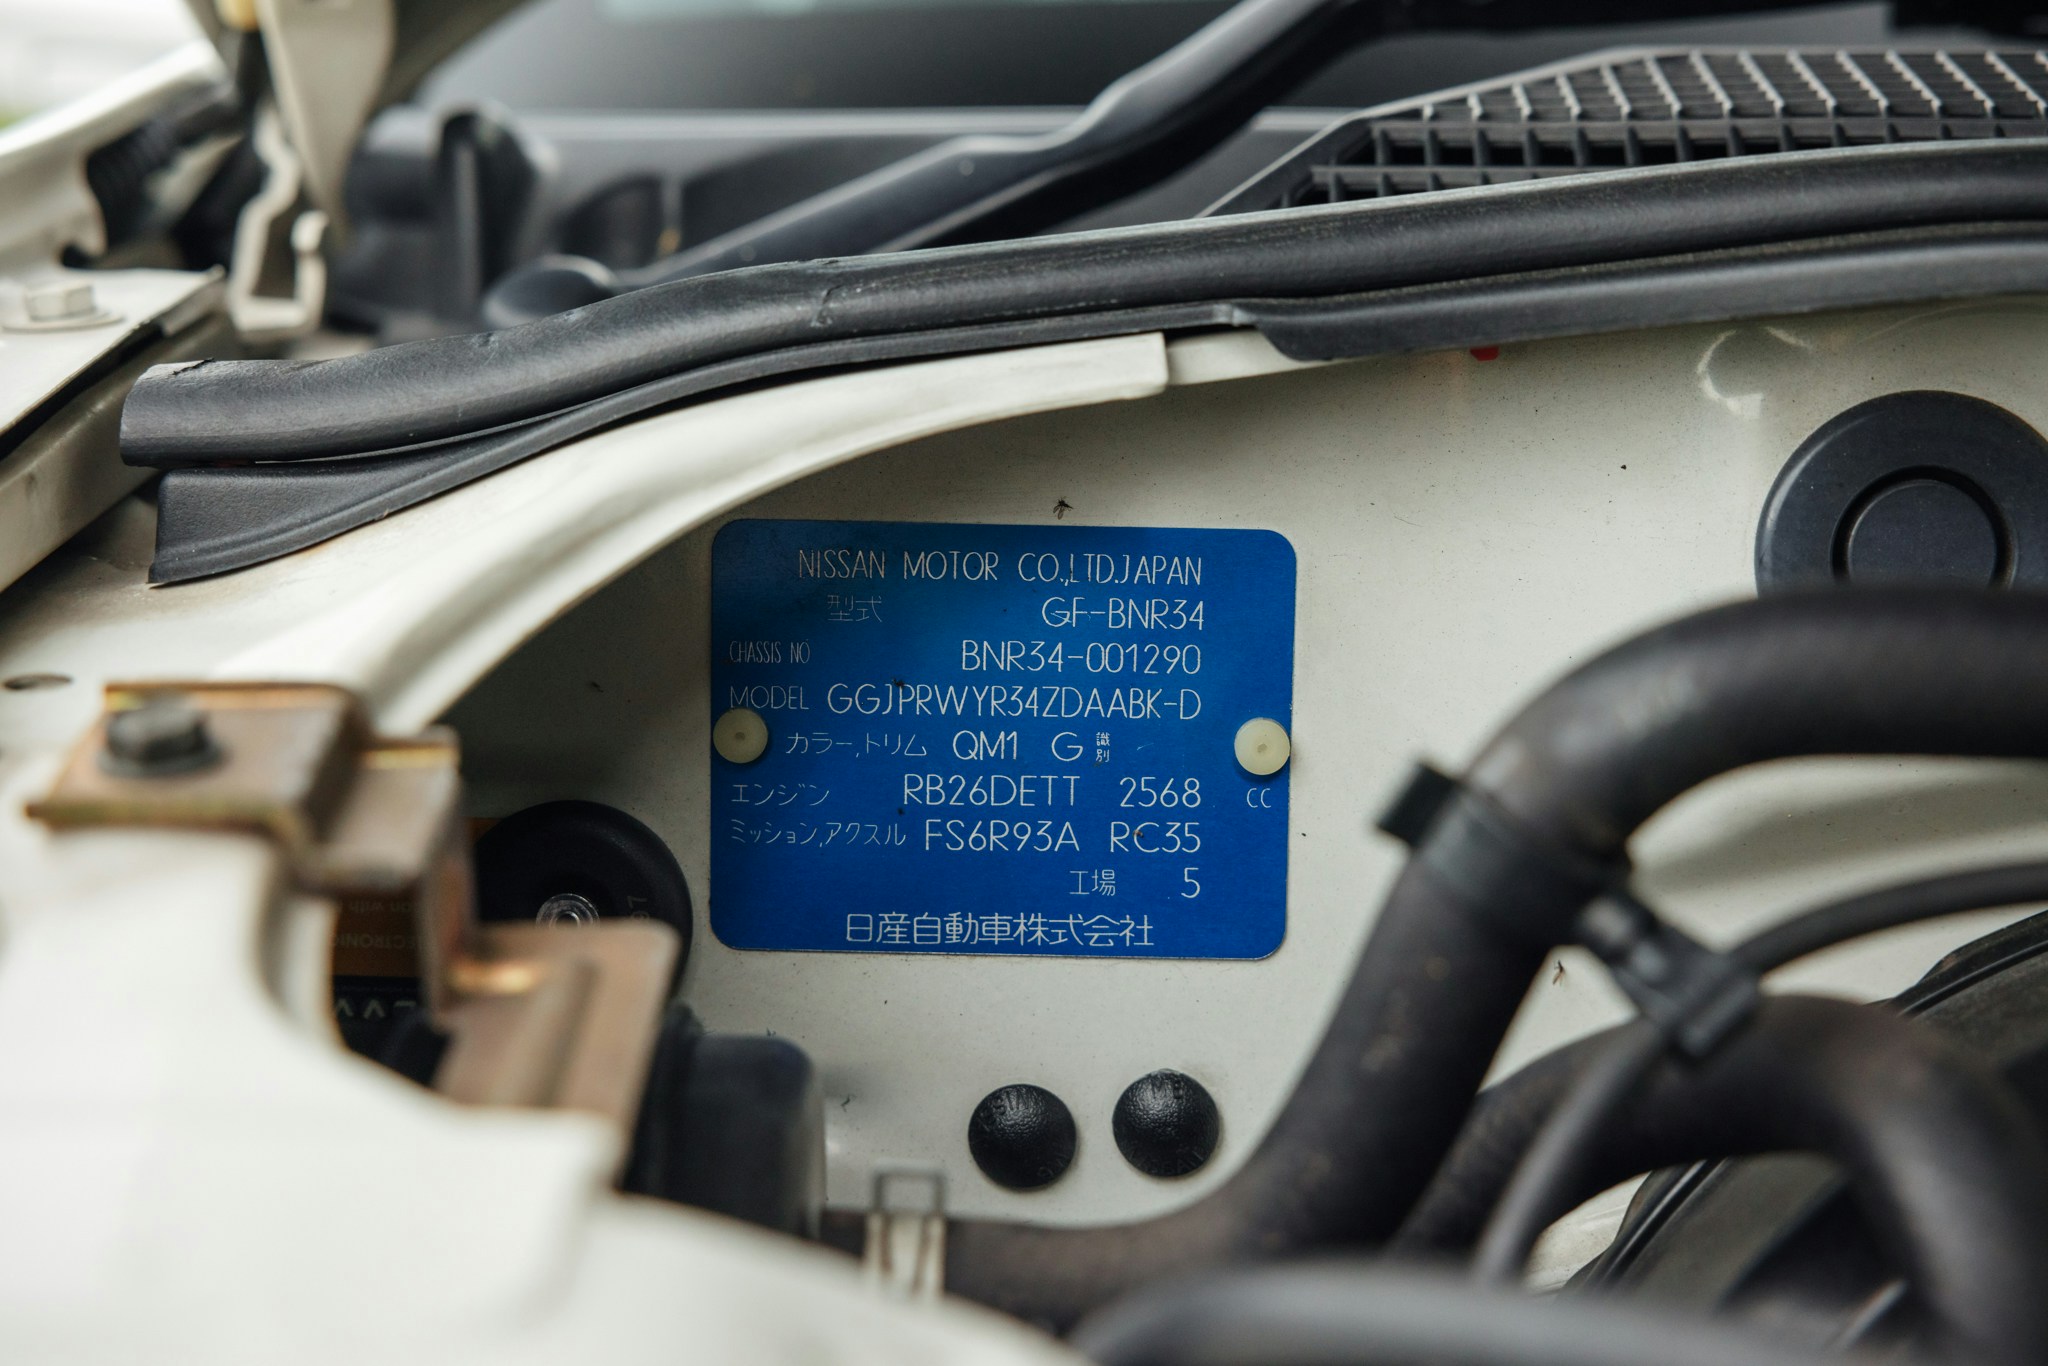 NISSAN MOTOR CO.,LTD.JAPAN
型式 GF-BNR34
CHASSIS NO BNR34-001290
MODEL GGJPRWYR34ZDAABK-D
カラー,トリム QM1 G 識別
エンジン RB26DETT 2568 CC
ミッション,アクスル FS6R93A RC35
工場 5
日産自動車株式会社